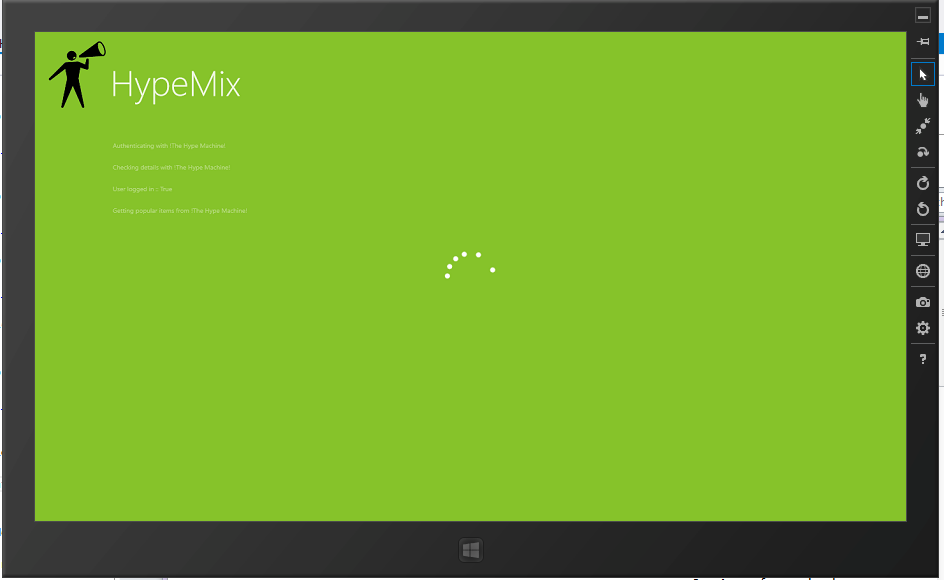 HypeMix
Authenticating with !The Hype Machine!
Checking details with !The Hype Machine!
User logged in : True
Getting popular items from !The Hype Machine!
?